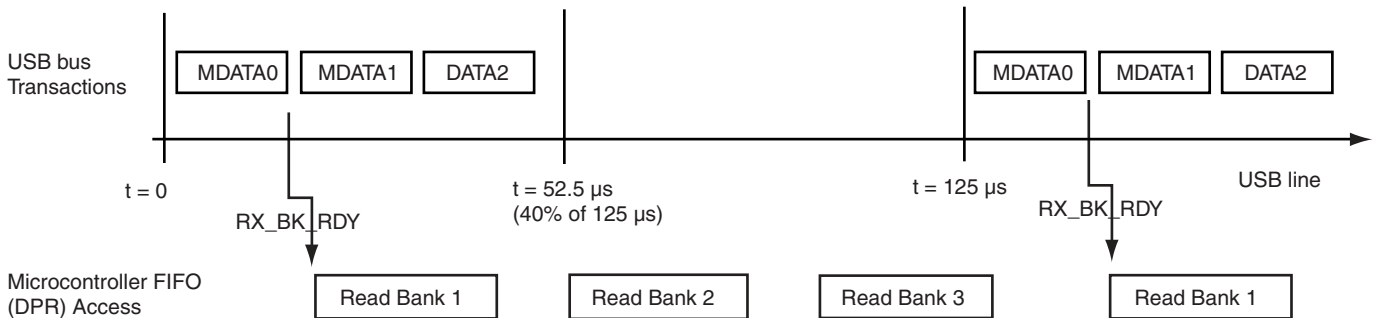 USB bus
Transactions
MDATA0 MDATA1 DATA2 MDATA0 MDATA1 DATA2
t = 0
t = 52.5 µs
(40% of 125 µs)
t = 125 µs
USB line
RX_BK_RDY
RX_BK_RDY
Microcontroller FIFO
(DPR) Access
Read Bank 1 Read Bank 2 Read Bank 3 Read Bank 1